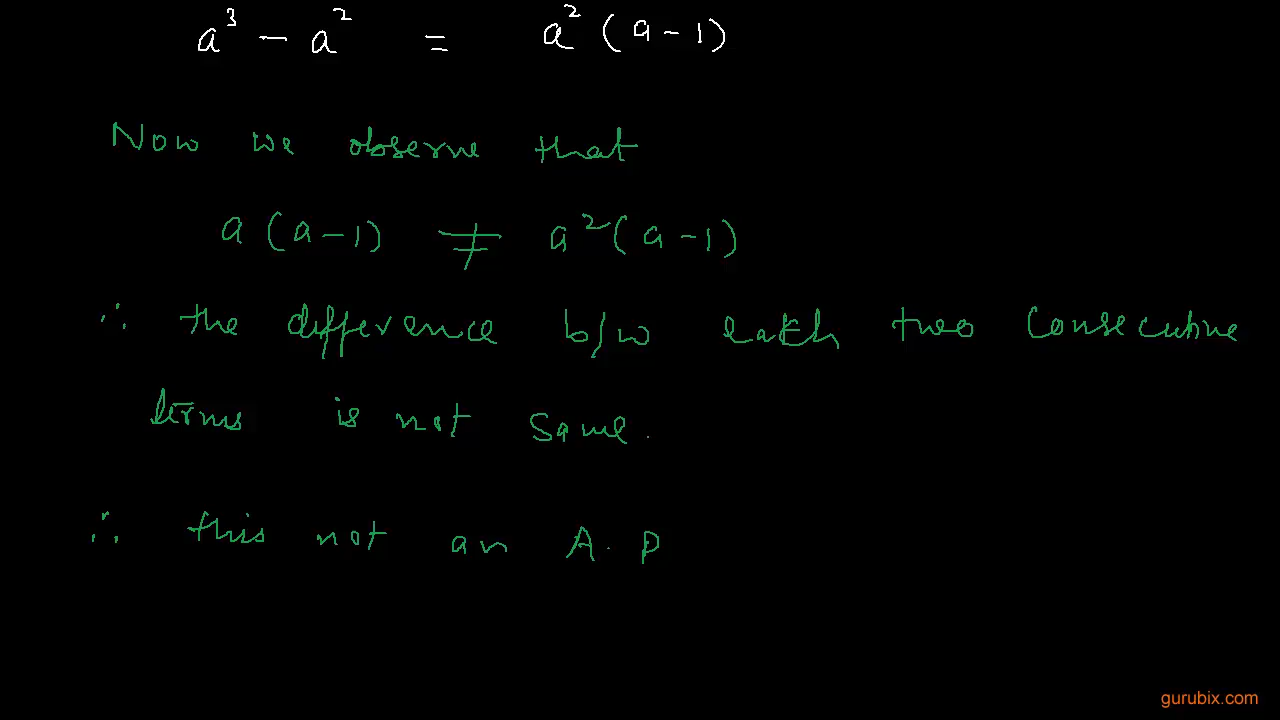 a³ - a² = a² (a-1)
Now we observe that
a (a-1) ≠ a² (a-1)
∴ the difference b/w each two consecutive
terms is not same.
∴ this not an A.P
gurubix.com